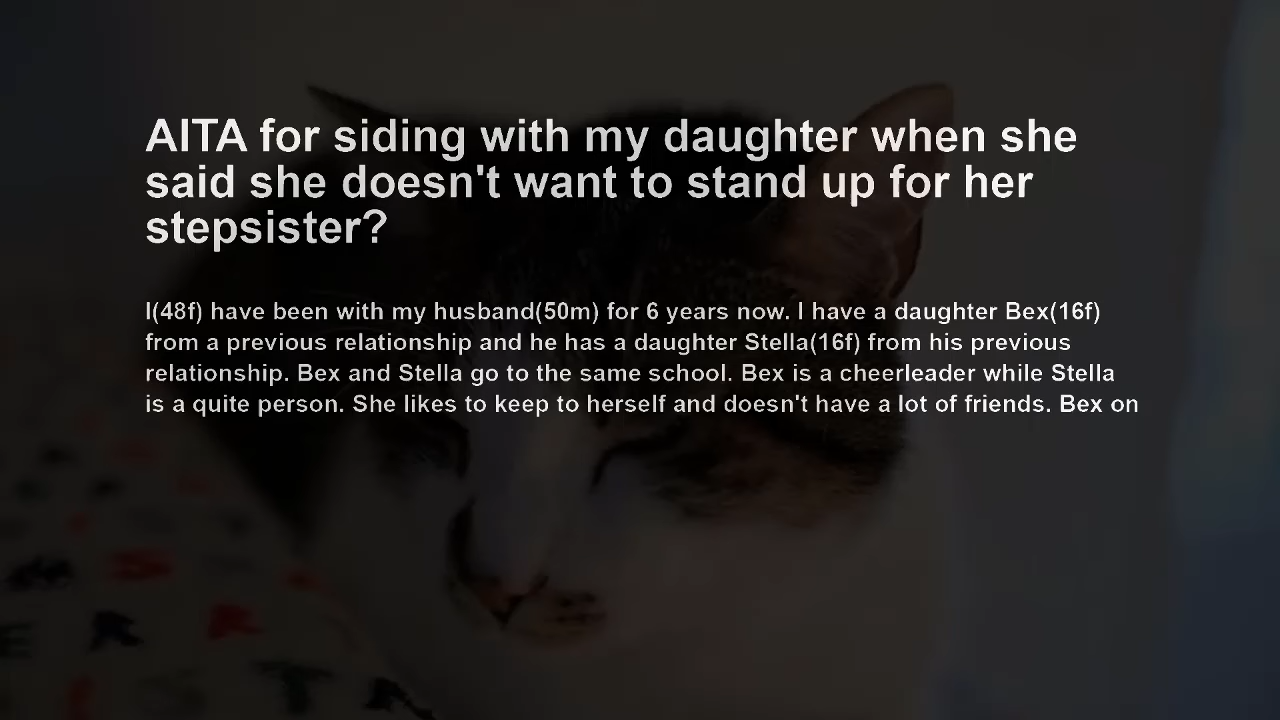 AITA for siding with my daughter when she
said she doesn't want to stand up for her
stepsister?
I(48f) have been with my husband(50m) for 6 years now. I have a daughter Bex(16f)
from a previous relationship and he has a daughter Stella(16f) from his previous
relationship. Bex and Stella go to the same school. Bex is a cheerleader while Stella
is a quite person. She likes to keep to herself and doesn't have a lot of friends. Bex on